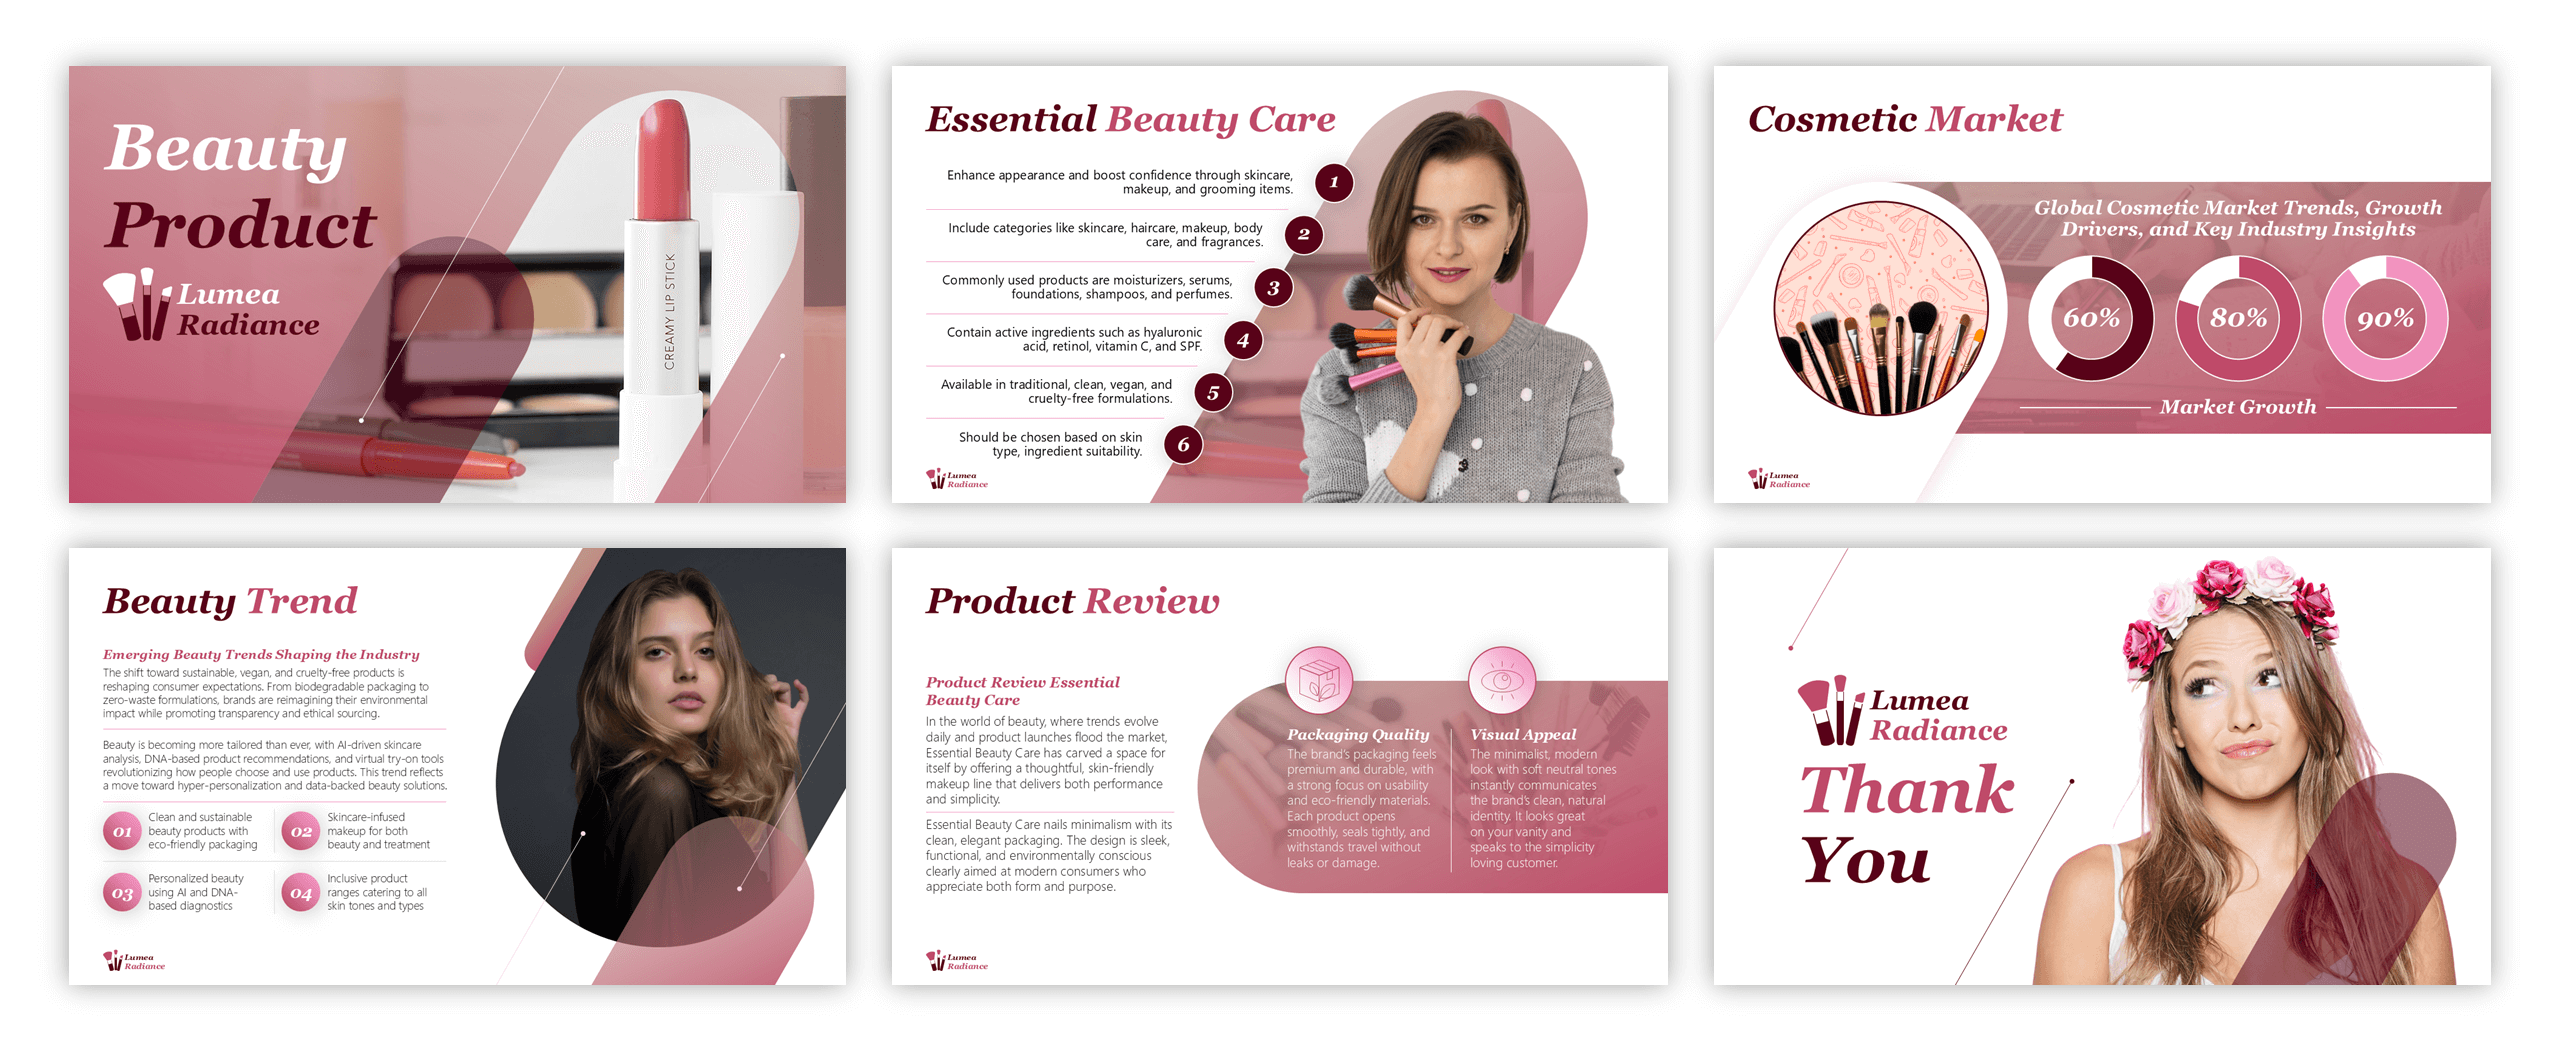 Beauty
Product
Lumea
Radiance
CREAMY LIP STICK
Essential Beauty Care
Enhance appearance and boost confidence through skincare,
makeup, and grooming items.
1
Include categories like skincare, haircare, makeup, body
care, and fragrances.
2
Commonly used products are moisturizers, serums,
foundations, shampoos, and perfumes.
3
Contain active ingredients such as hyaluronic
acid, retinol, vitamin C, and SPF.
4
Available in traditional, clean, vegan, and
cruelty-free formulations.
5
Should be chosen based on skin
type, ingredient suitability.
6
Lumea
Radiance
Cosmetic Market
Global Cosmetic Market Trends, Growth
Drivers, and Key Industry Insights
60% 80% 90%
Market Growth
Lumea
Radiance
Beauty Trend
Emerging Beauty Trends Shaping the Industry
The shift toward sustainable, vegan, and cruelty-free products is
reshaping consumer expectations. From biodegradable packaging to
zero-waste formulations, brands are reimagining their environmental
impact while promoting transparency and ethical sourcing.
Beauty is becoming more tailored than ever, with AI-driven skincare
analysis, DNA-based product recommendations, and virtual try-on tools
revolutionizing how people choose and use products. This trend reflects
a move toward hyper-personalization and data-backed beauty solutions.
01
Clean and sustainable
beauty products with
eco-friendly packaging
02
Skincare-infused
makeup for both
beauty and treatment
03
Personalized beauty
using AI and DNA-
based diagnostics
04
Inclusive product
ranges catering to all
skin tones and types
Lumea
Radiance
Product Review
Product Review Essential
Beauty Care
In the world of beauty, where trends evolve
daily and product launches flood the market,
Essential Beauty Care has carved a space for
itself by offering a thoughtful, skin-friendly
makeup line that delivers both performance
and simplicity.
Essential Beauty Care nails minimalism with its
clean, elegant packaging. The design is sleek,
functional, and environmentally conscious
clearly aimed at modern consumers who
appreciate both form and purpose.
Packaging Quality
The brand's packaging feels
premium and durable, with
a strong focus on usability
and eco-friendly materials.
Each product opens
smoothly, seals tightly, and
withstands travel without
leaks or damage.
Visual Appeal
The minimalist, modern
look with soft neutral tones
instantly communicates
the brand's clean, natural
identity. It looks great
on your vanity and
speaks to the simplicity
loving customer.
Lumea
Radiance
Lumea
Radiance
Thank
You